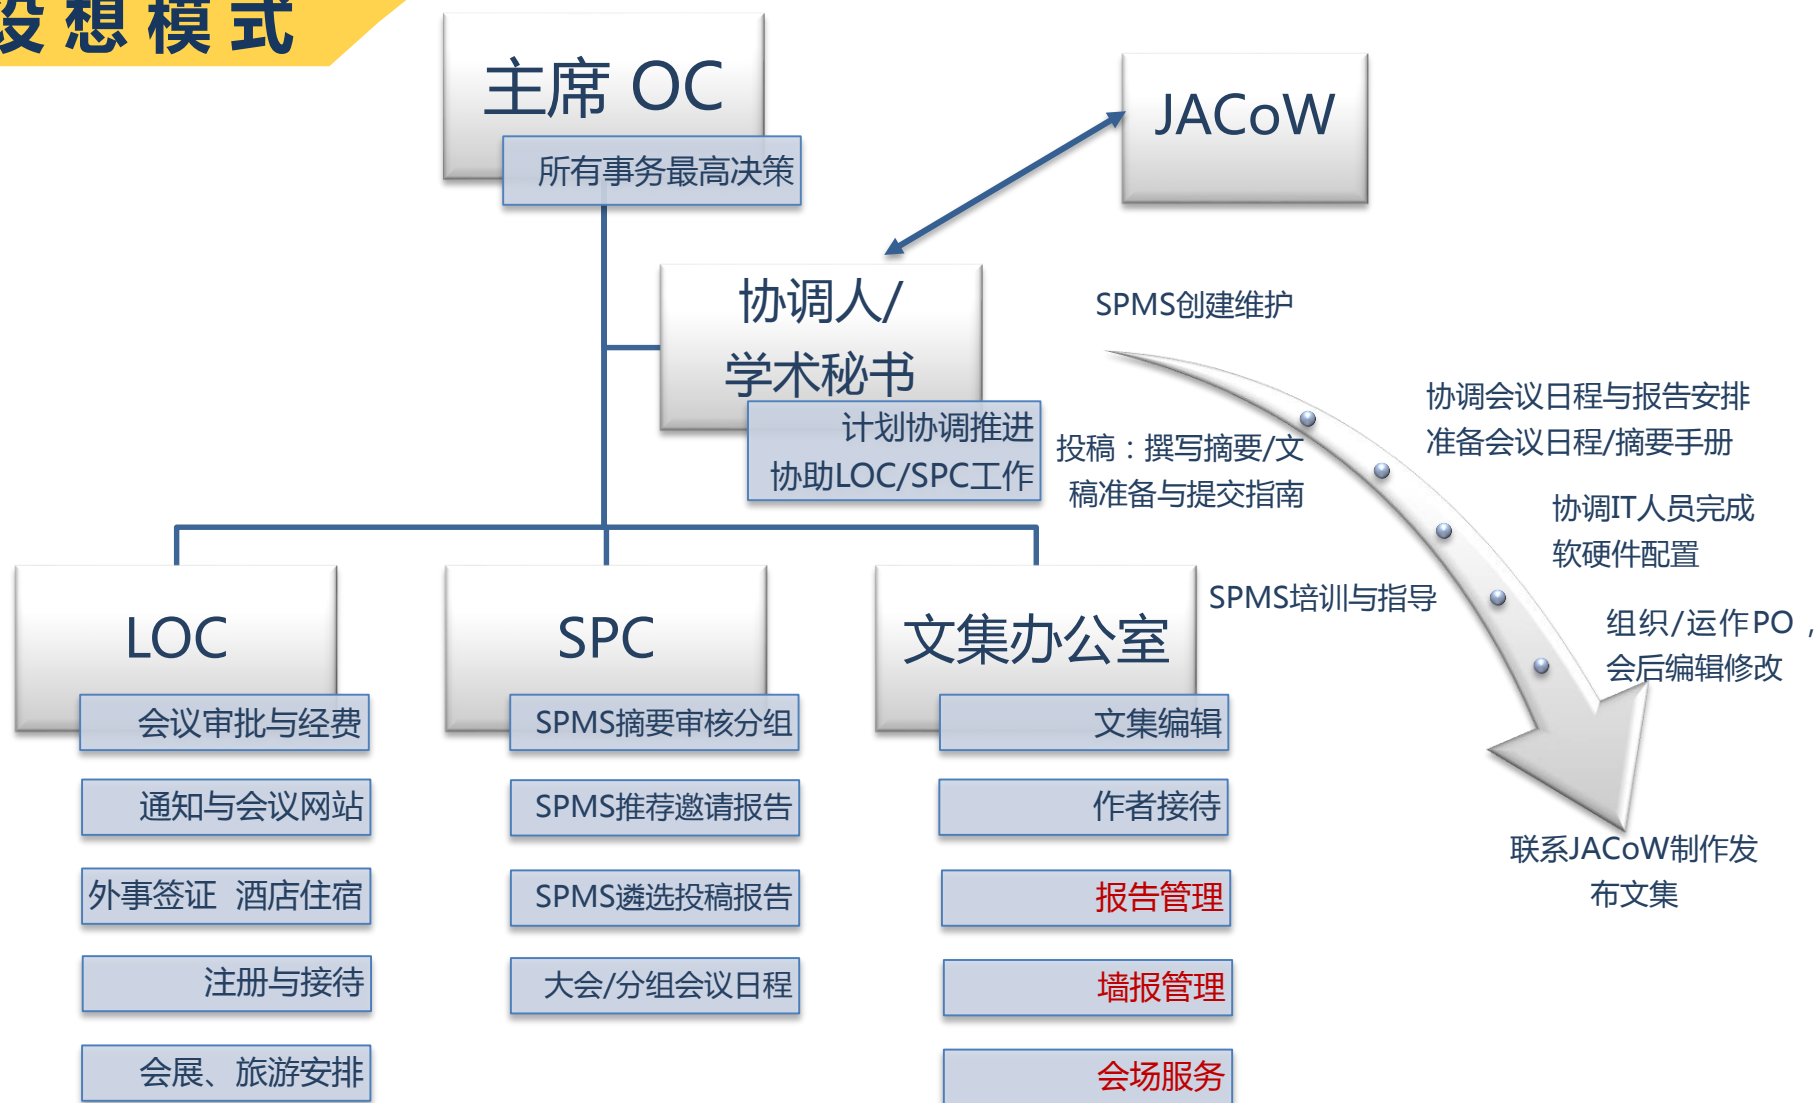 设想模式
主席 OC
所有事务最高决策
JACoW
协调人/
学术秘书
计划协调推进
协助LOC/SPC工作
SPMS创建维护
投稿：撰写摘要/文
稿准备与提交指南
SPMS培训与指导
协调会议日程与报告安排
准备会议日程/摘要手册
协调IT人员完成
软硬件配置
组织/运作PO，
会后编辑修改
联系JACoW制作发
布文集
LOC
会议审批与经费
通知与会议网站
外事签证 酒店住宿
注册与接待
会展、旅游安排
SPC
SPMS摘要审核分组
SPMS推荐邀请报告
SPMS遴选投稿报告
大会/分组会议日程
文集办公室
文集编辑
作者接待
报告管理
墙报管理
会场服务